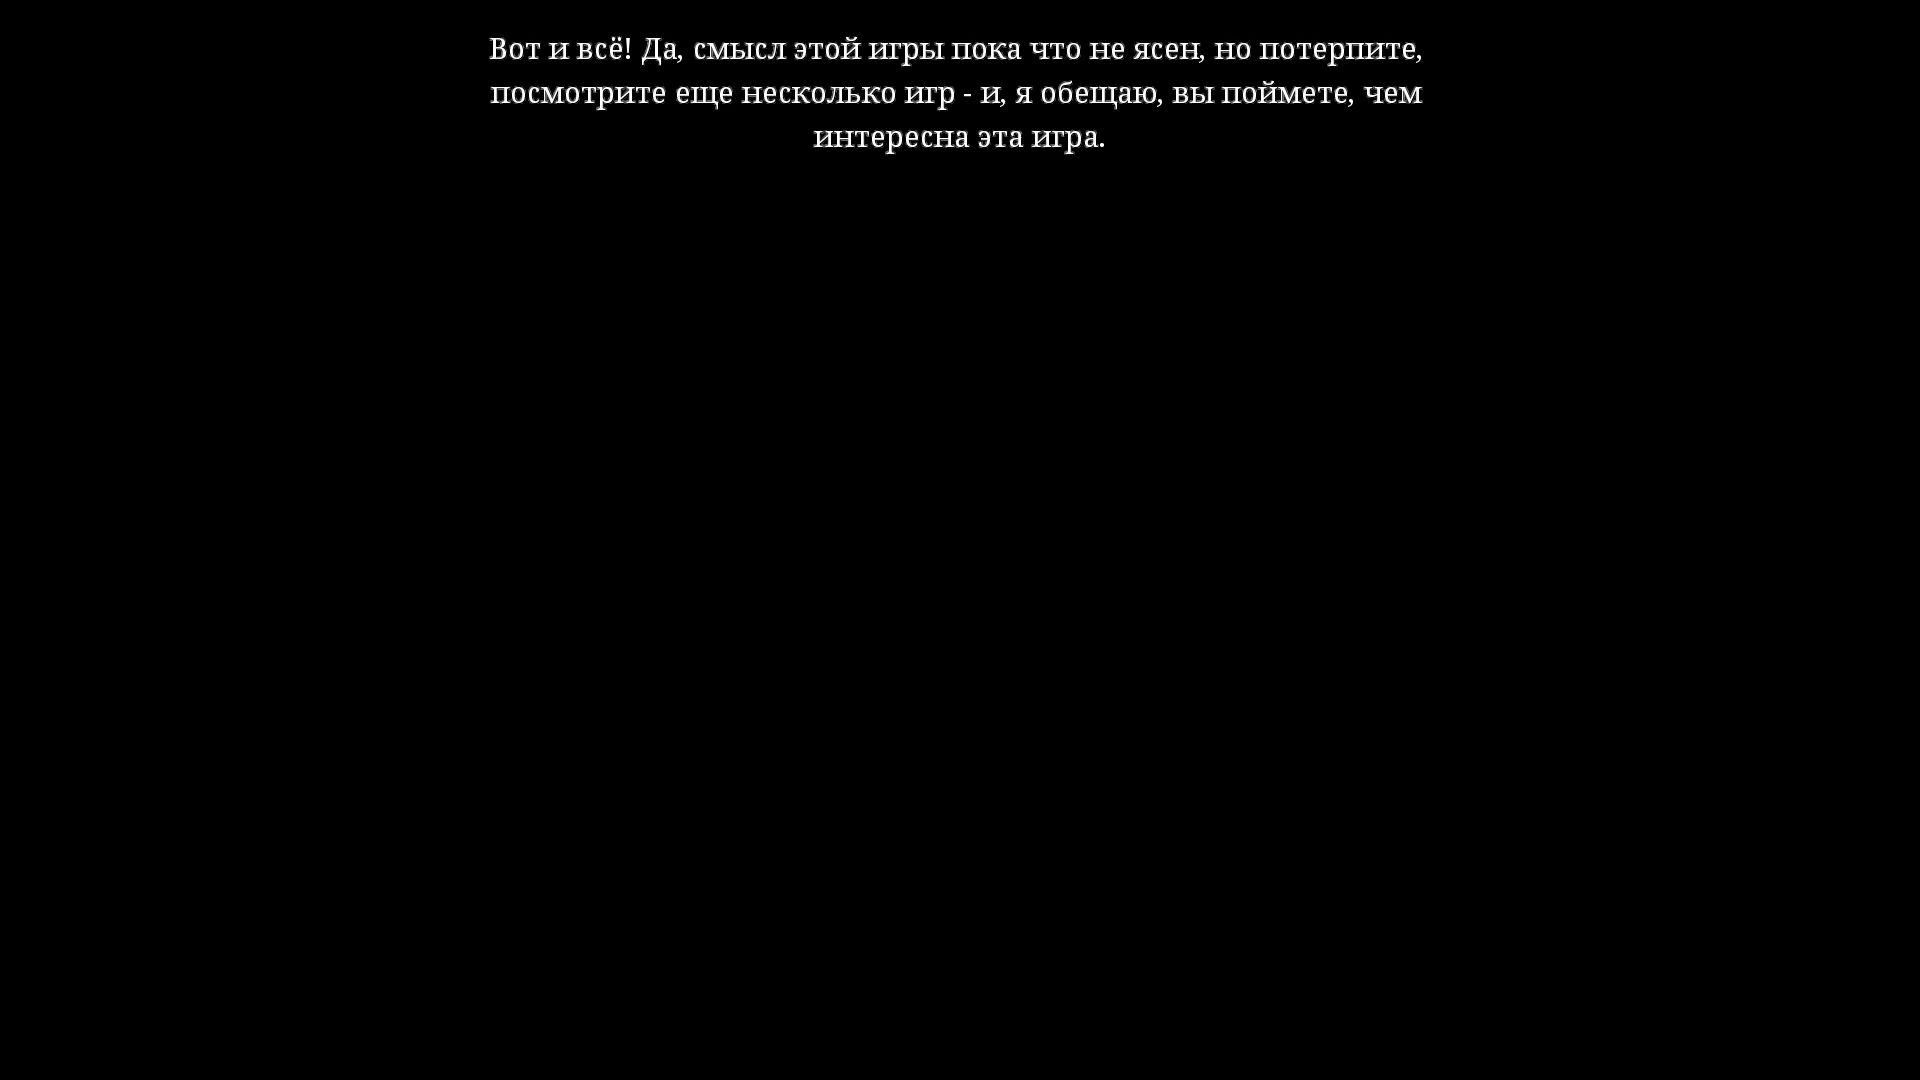 Вот и всё! Да, смысл этой игры пока что не ясен, но потерпите,
посмотрите еще несколько игр - и, я обещаю, вы поймете, чем
интересна эта игра.